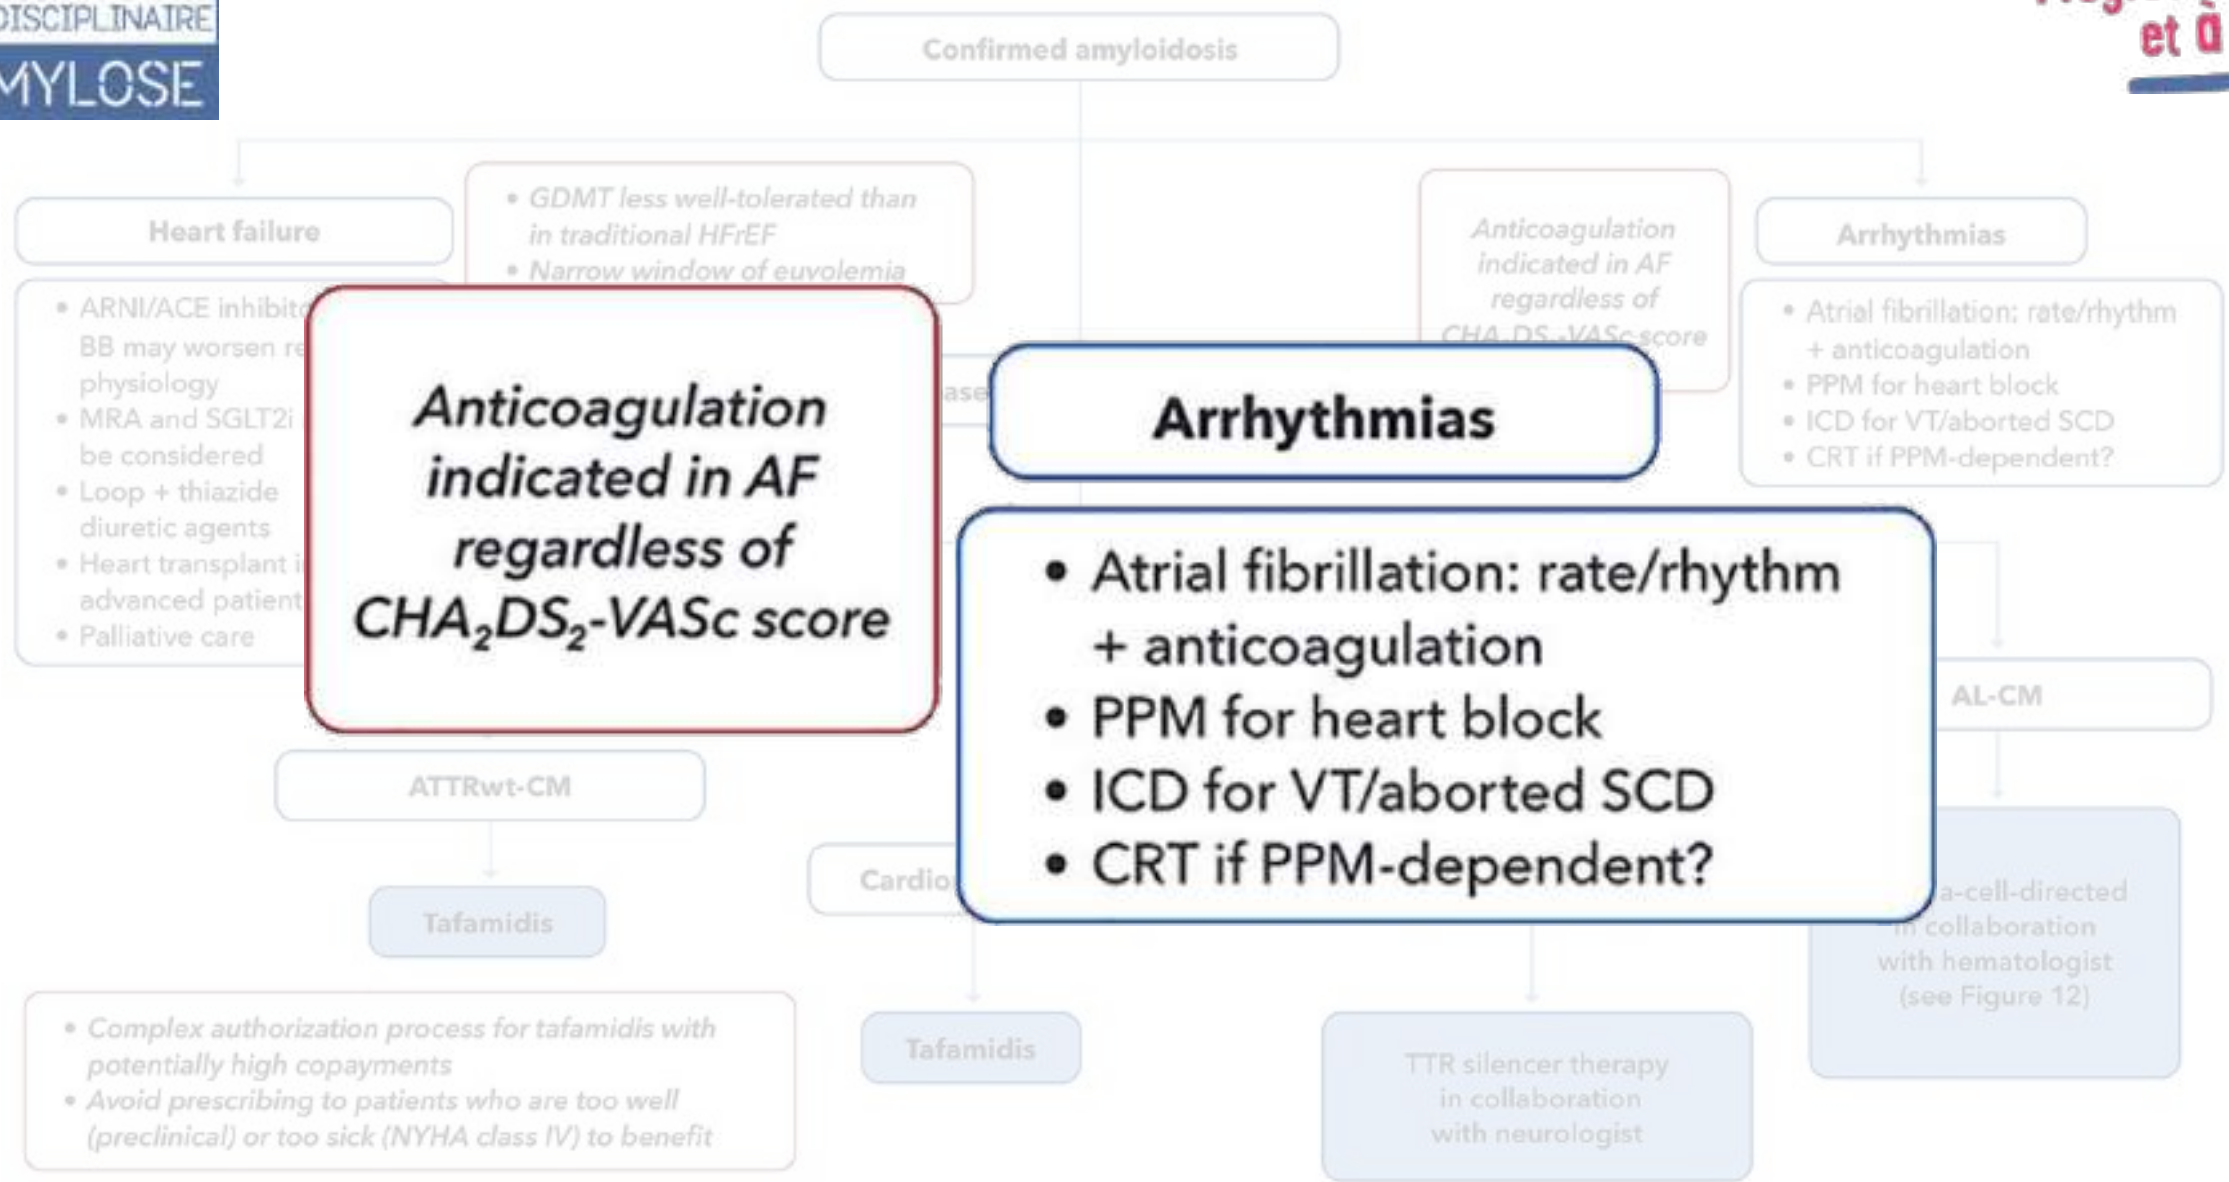 DISCIPLINAIRE
MYLOSE
et à
Confirmed amyloidosis
Heart failure
• GDMT less well-tolerated than
in traditional HFrEF
• Narrow window of euvolemia
Anticoagulation
indicated in AF
regardless of
CHA₂DS₂-VASc score
Arrhythmias
• ARNI/ACE
BB may worsen
physiology
• MRA and SGLT2i
be considered
• Loop + thiazide
diuretic agents
• Heart transplant
advanced
• Palliative care
• Atrial fibrillation: rate/rhythm
+ anticoagulation
• PPM for heart block
• ICD for VT/aborted SCD
• CRT if PPM-dependent?
Anticoagulation
indicated in AF
regardless of
CHA₂DS₂-VASc score
Arrhythmias
• Atrial fibrillation: rate/rhythm
+ anticoagulation
• PPM for heart block
• ICD for VT/aborted SCD
• CRT if PPM-dependent?
AL-CM
ATTRwt-CM
Tafamidis
Cardio
a-cell-directed
in collaboration
with hematologist
(see Figure 12)
• Complex authorization process for tafamidis with
potentially high copayments
• Avoid prescribing to patients who are too well
(preclinical) or too sick (NYHA class IV) to benefit
Tafamidis
TTR silencer therapy
in collaboration
with neurologist